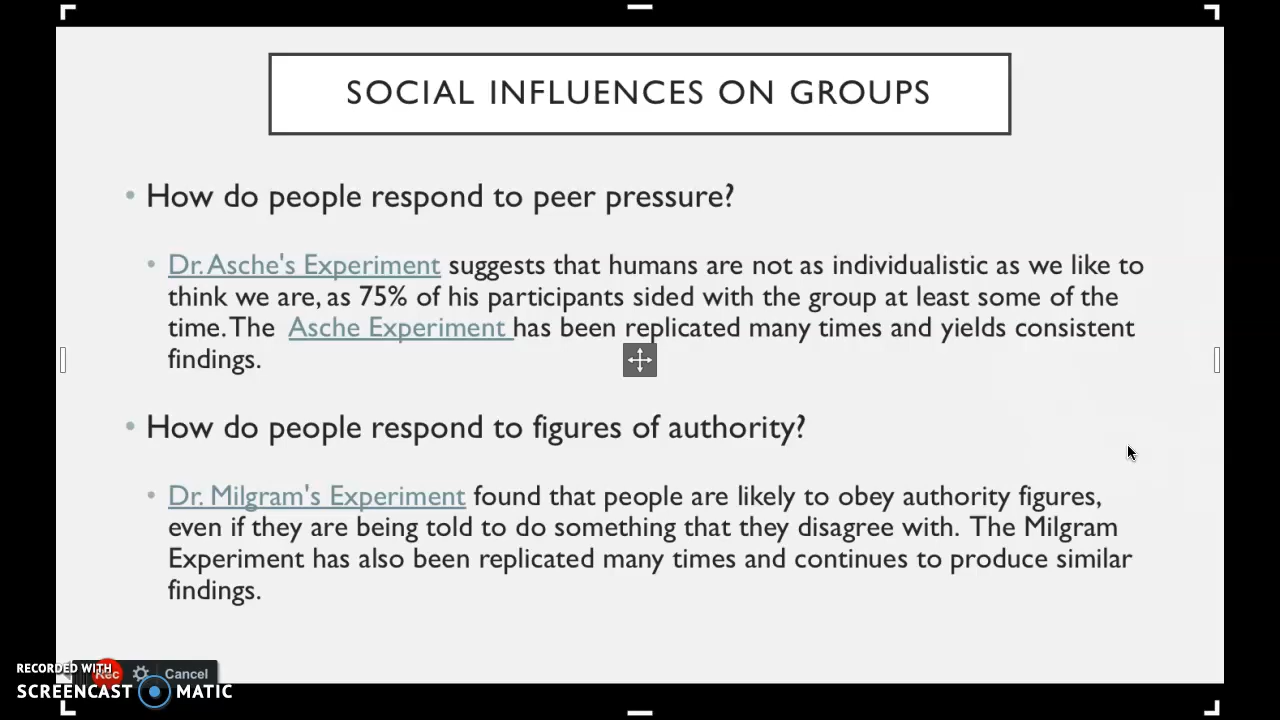 SOCIAL INFLUENCES ON GROUPS
• How do people respond to peer pressure?
• Dr. Asche's Experiment suggests that humans are not as individualistic as we like to
think we are, as 75% of his participants sided with the group at least some of the
time. The Asche Experiment has been replicated many times and yields consistent
findings.
• How do people respond to figures of authority?
• Dr. Milgram's Experiment found that people are likely to obey authority figures,
even if they are being told to do something that they disagree with. The Milgram
Experiment has also been replicated many times and continues to produce similar
findings.
RECORDED WITH
Rec Cancel
SCREENCAST MATIC